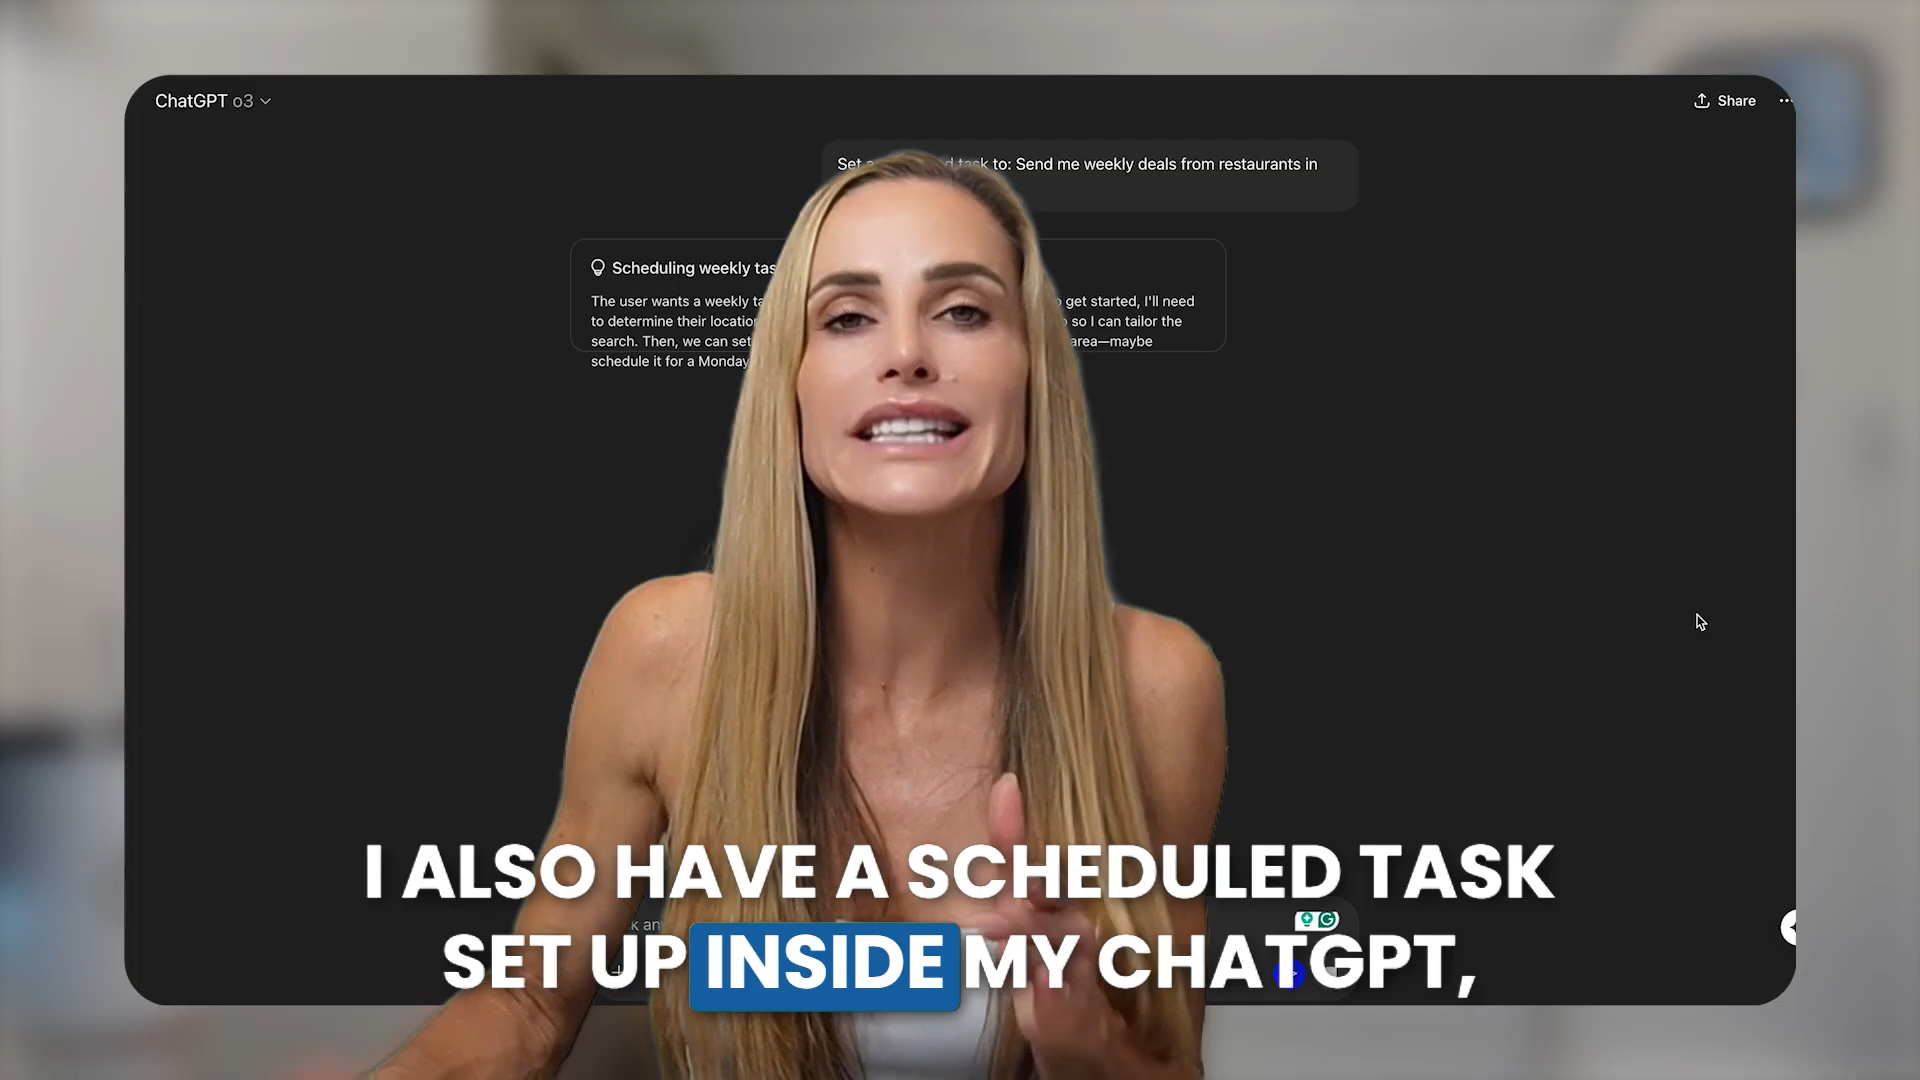 ChatGPT o3
Share
Set task to: Send me weekly deals from restaurants in
Scheduling weekly
The user wants a weekly get started, I'll need
to determine their so I can tailor the
search. Then, we can set area—maybe
schedule it for a Monday
I ALSO HAVE A SCHEDULED TASK
SET UP INSIDE MY CHATGPT,